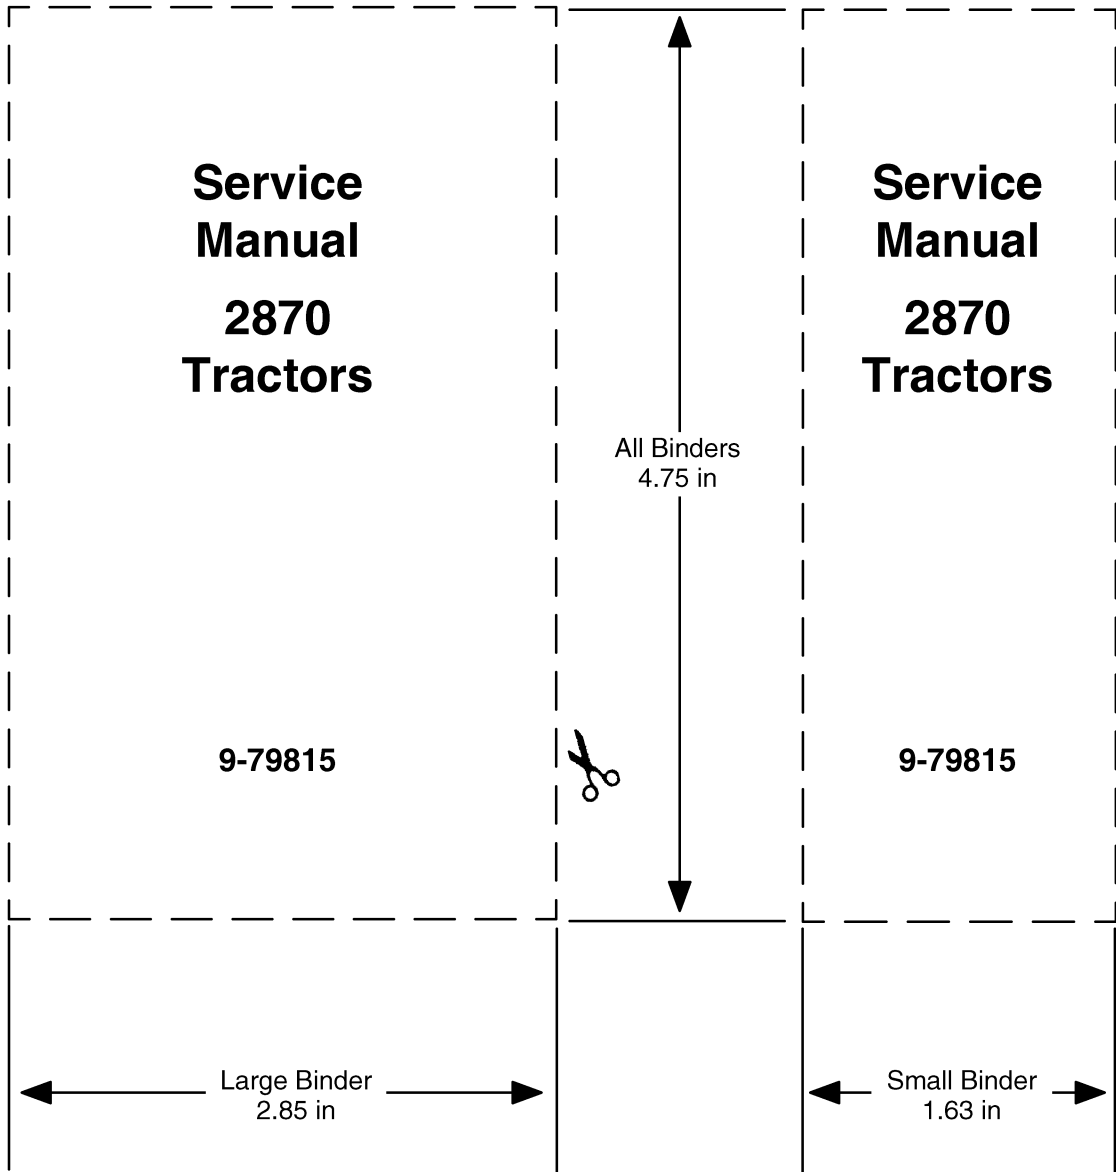 Service
Manual
2870
Tractors
9-79815
All Binders
4.75 in
Service
Manual
2870
Tractors
9-79815
Large Binder
2.85 in
Small Binder
1.63 in